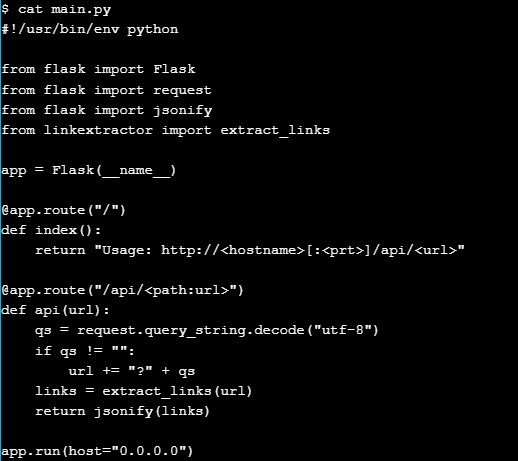 $ cat main.py
#!/usr/bin/env python
from flask import Flask
from flask import request
from flask import jsonify
from linkextractor import extract_links
app = Flask(__name__)
@app.route("/")
def index():
    return "Usage: http://<hostname>[:<prt>]/api/<url>"
@app.route("/api/<path:url>")
def api(url):
    qs = request.query_string.decode("utf-8")
    if qs != "":
        url += "?" + qs
    links = extract_links(url)
    return jsonify(links)
app.run(host="0.0.0.0")